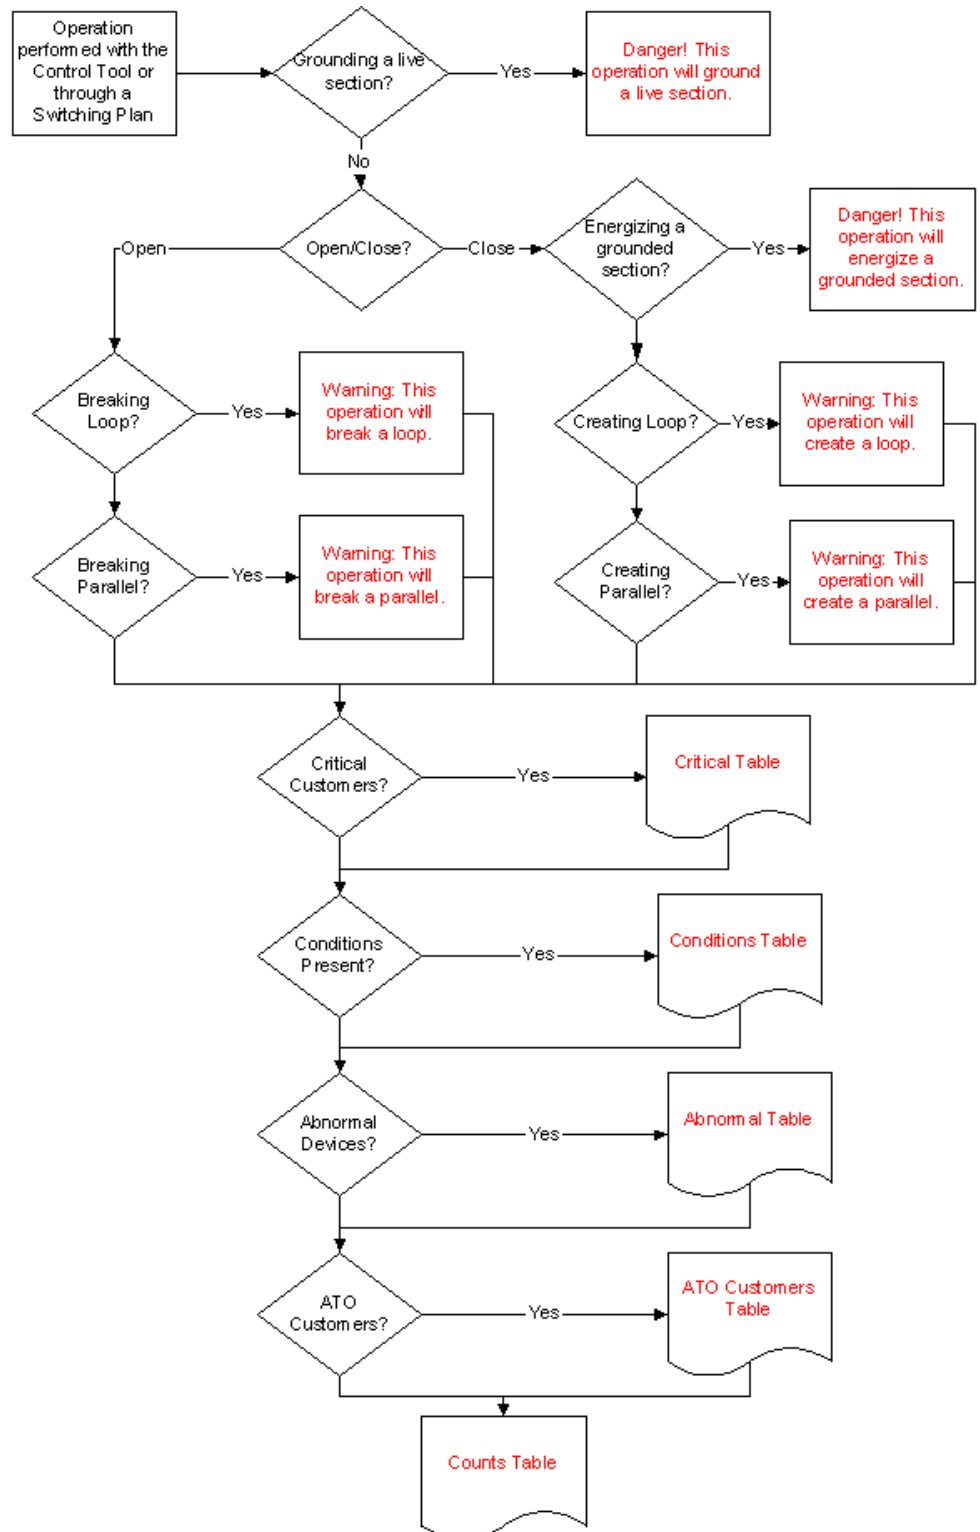 Operation
performed with the
Control Tool or
through a
Switching Plan
Grounding a live
section?
Yes
Danger! This
operation will ground
a live section.
No
Open
Open/Close?
Close
Energizing a
grounded
section?
Yes
Danger! This
operation will
energize a
grounded section.
Breaking
Loop?
Yes
Warning: This
operation will
break a loop.
Creating Loop?
Yes
Warning: This
operation will
create a loop.
Breaking
Parallel?
Yes
Warning: This
operation will
break a parallel.
Creating
Parallel?
Yes
Warning: This
operation will
create a parallel.
Critical
Customers?
Yes
Critical Table
Conditions
Present?
Yes
Conditions Table
Abnormal
Devices?
Yes
Abnormal Table
ATO
Customers?
Yes
ATO Customers
Table
Counts Table